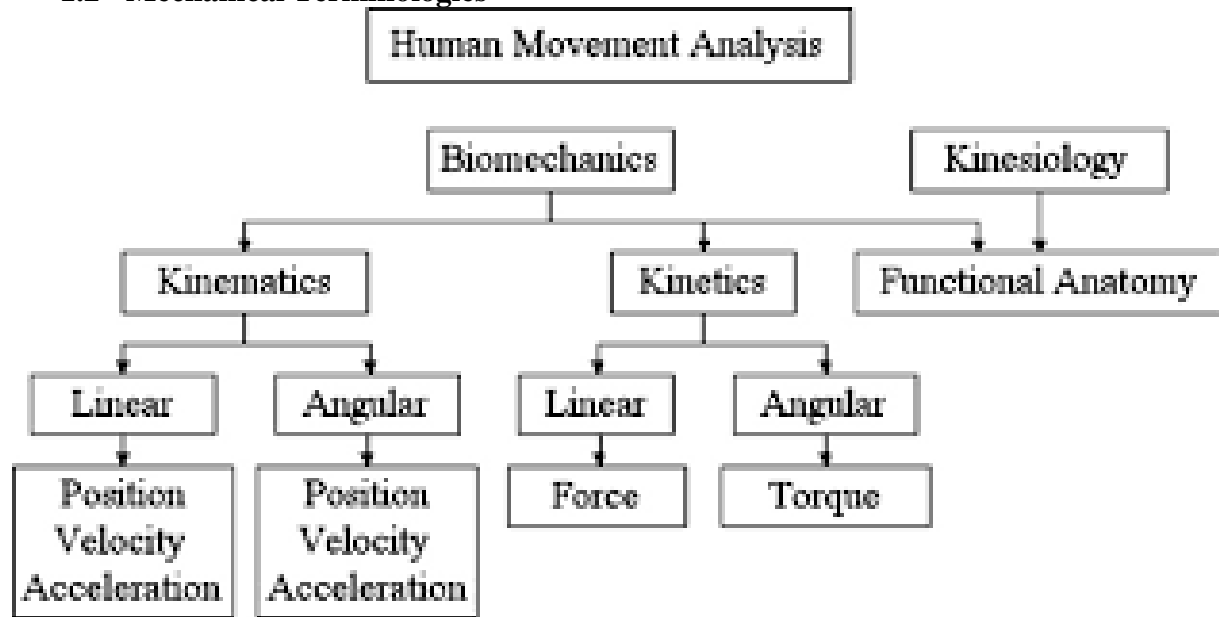 Human Movement Analysis
Biomechanics
Kinesiology
Kinematics
Kinetics
Functional Anatomy
Linear
Angular
Linear
Angular
Position
Velocity
Acceleration
Position
Velocity
Acceleration
Force
Torque